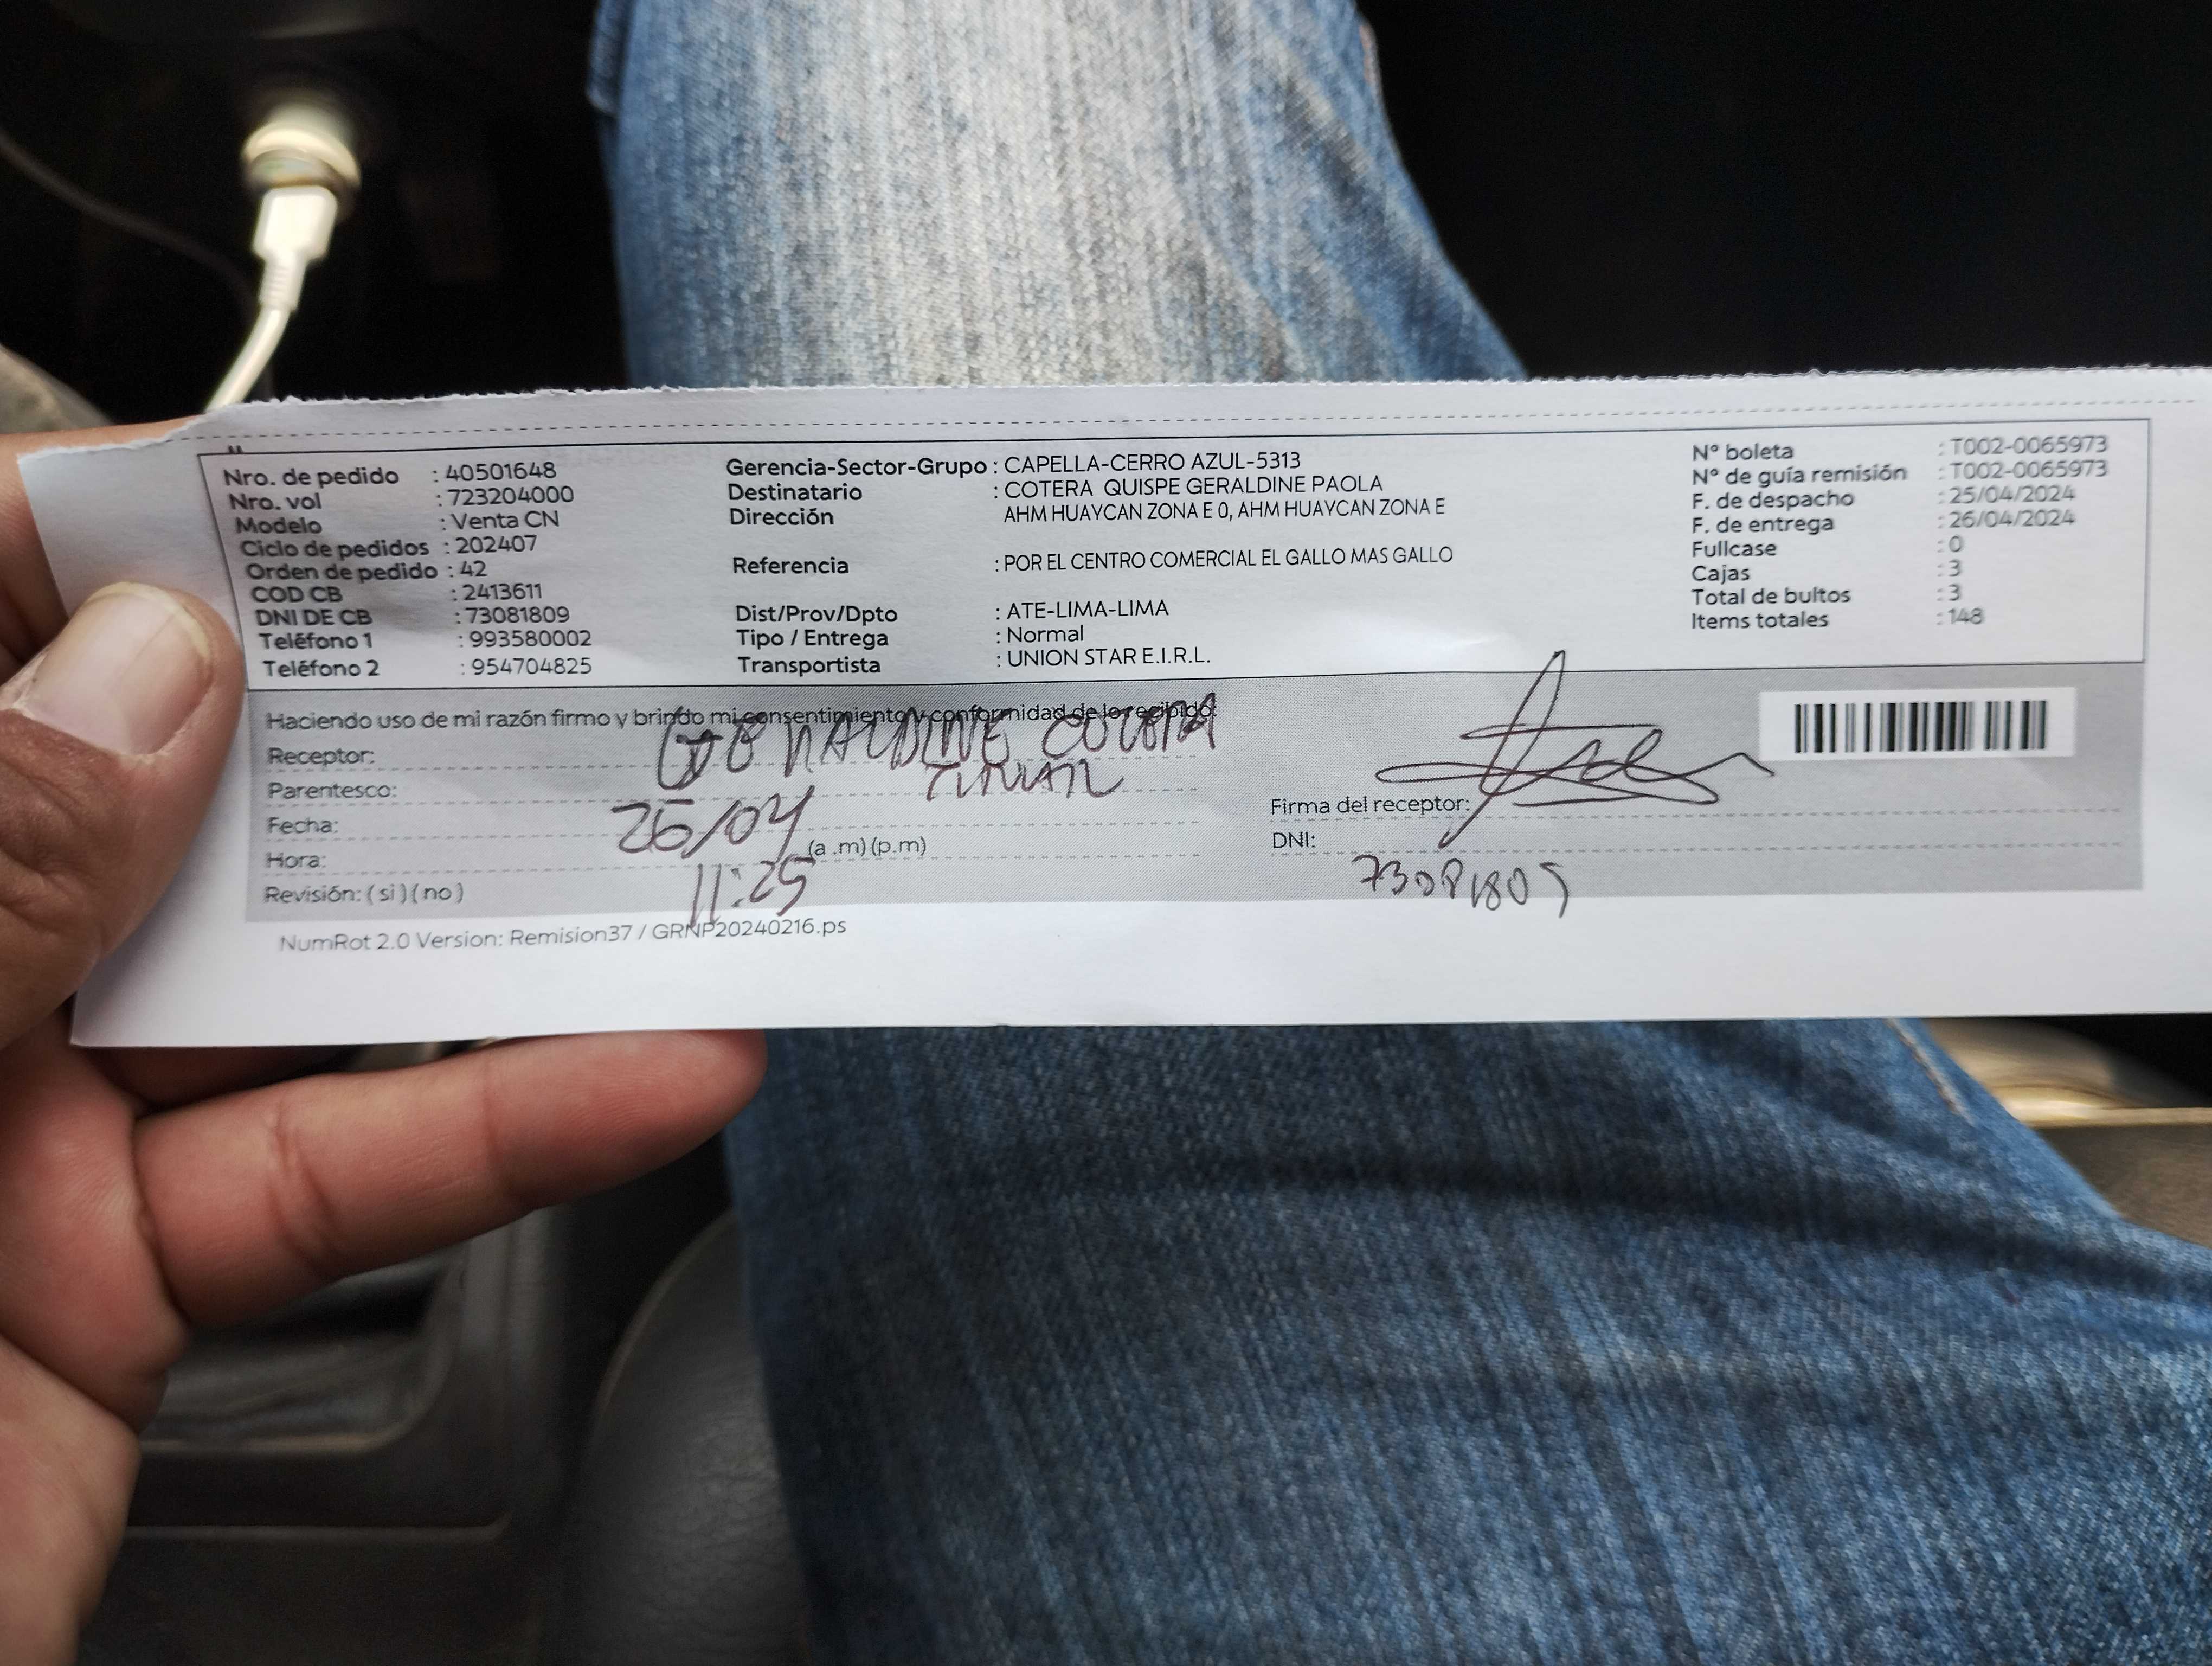 Nro. de pedido : 40501648
Nro. vol : 723204000
Modelo : Venta CN
Ciclo de pedidos : 202407
Orden de pedido : 42
COD CB : 2413611
DNI DE CB : 73081809
Teléfono 1 : 993580002
Teléfono 2 : 954704825
Gerencia-Sector-Grupo : CAPELLA-CERRO AZUL-5313
Destinatario : COTERA QUISPE GERALDINE PAOLA
Dirección AHM HUAYCAN ZONA E 0, AHM HUAYCAN ZONA E
Referencia : POR EL CENTRO COMERCIAL EL GALLO MAS GALLO
Dist/Prov/Dpto : ATE-LIMA-LIMA
Tipo / Entrega : Normal
Transportista : UNION STAR E.I.R.L.
N° boleta : T002-0065973
N° de guía remisión : T002-0065973
F. de despacho : 25/04/2024
F. de entrega : 26/04/2024
Fullcase : 0
Cajas : 3
Total de bultos : 3
Items totales : 148
Haciendo uso de mi razón firmo y brindo mi consentimiento y conformidad de lo recibido:
Receptor: GERALDINE COTERA
Parentesco:
Fecha: 26/04
Hora: 11:25 (a .m) (p.m)
Revisión: ( si ) ( no )
Firma del receptor:
DNI: 73081809
NumRot 2.0 Version: Remision37 / GRNP20240216.ps